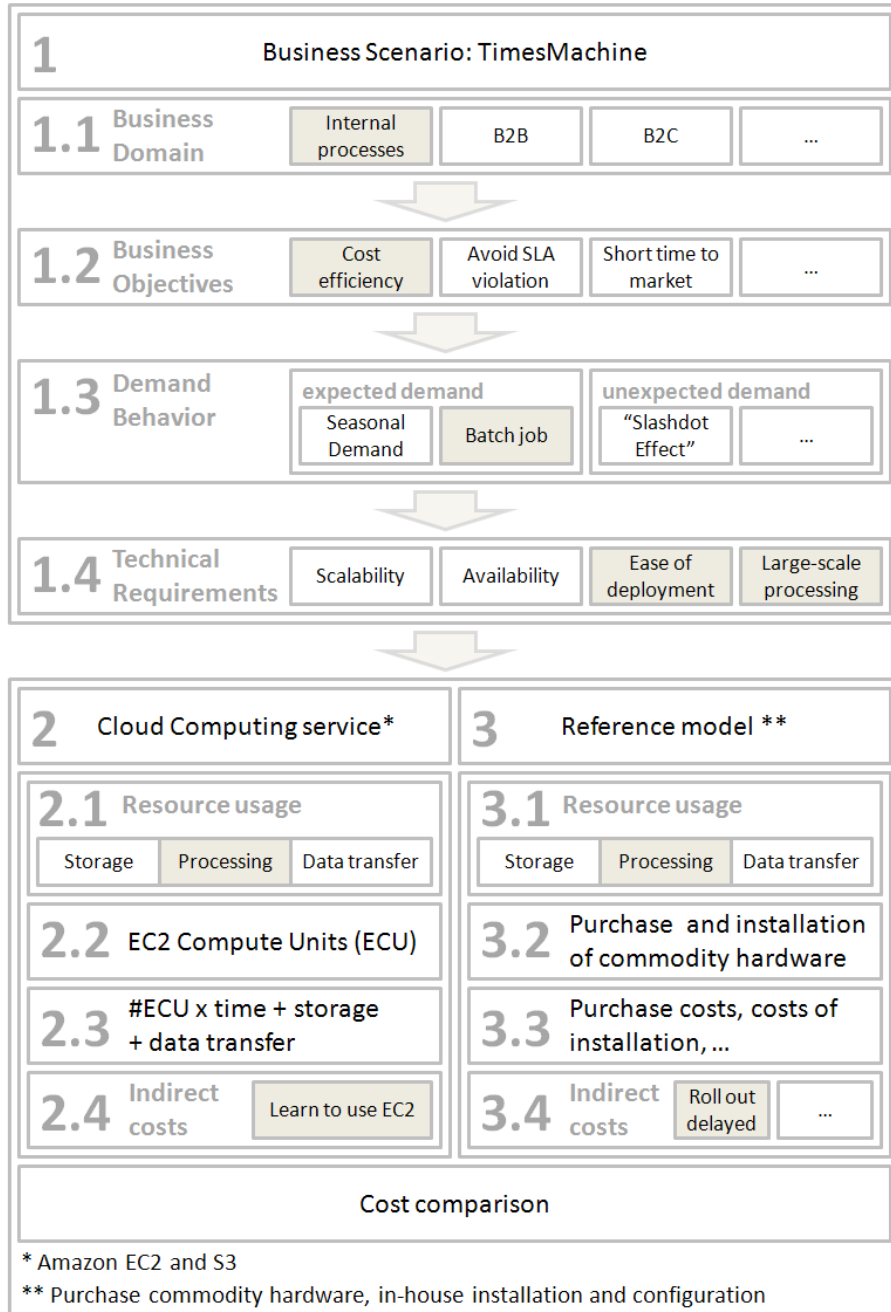 1
Business Scenario: TimesMachine
1.1
Business
Domain
Internal
processes
B2B
B2C
...
1.2
Business
Objectives
Cost
efficiency
Avoid SLA
violation
Short time to
market
...
1.3
Demand
Behavior
expected demand
Seasonal
Demand
Batch job
unexpected demand
“Slashdot
Effect”
...
1.4
Technical
Requirements
Scalability
Availability
Ease of
deployment
Large-scale
processing
2
Cloud Computing service*
3
Reference model **
2.1
Resource usage
Storage
Processing
Data transfer
3.1
Resource usage
Storage
Processing
Data transfer
2.2
EC2 Compute Units (ECU)
3.2
Purchase and installation
of commodity hardware
2.3
#ECU x time + storage
+ data transfer
3.3
Purchase costs, costs of
installation, ...
2.4
Indirect
costs
Learn to use EC2
3.4
Indirect
costs
Roll out
delayed
...
Cost comparison
* Amazon EC2 and S3
** Purchase commodity hardware, in-house installation and configuration